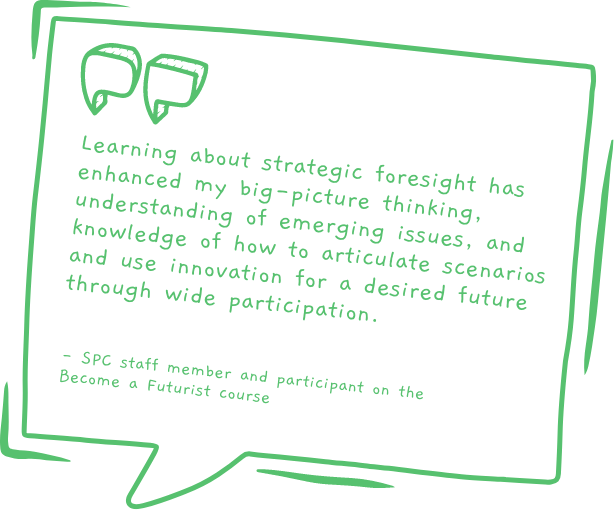 Learning about strategic foresight has
enhanced my big-picture thinking,
understanding of emerging issues, and
knowledge of how to articulate scenarios
and use innovation for a desired future
through wide participation.
- SPC staff member and participant on the
Become a Futurist course